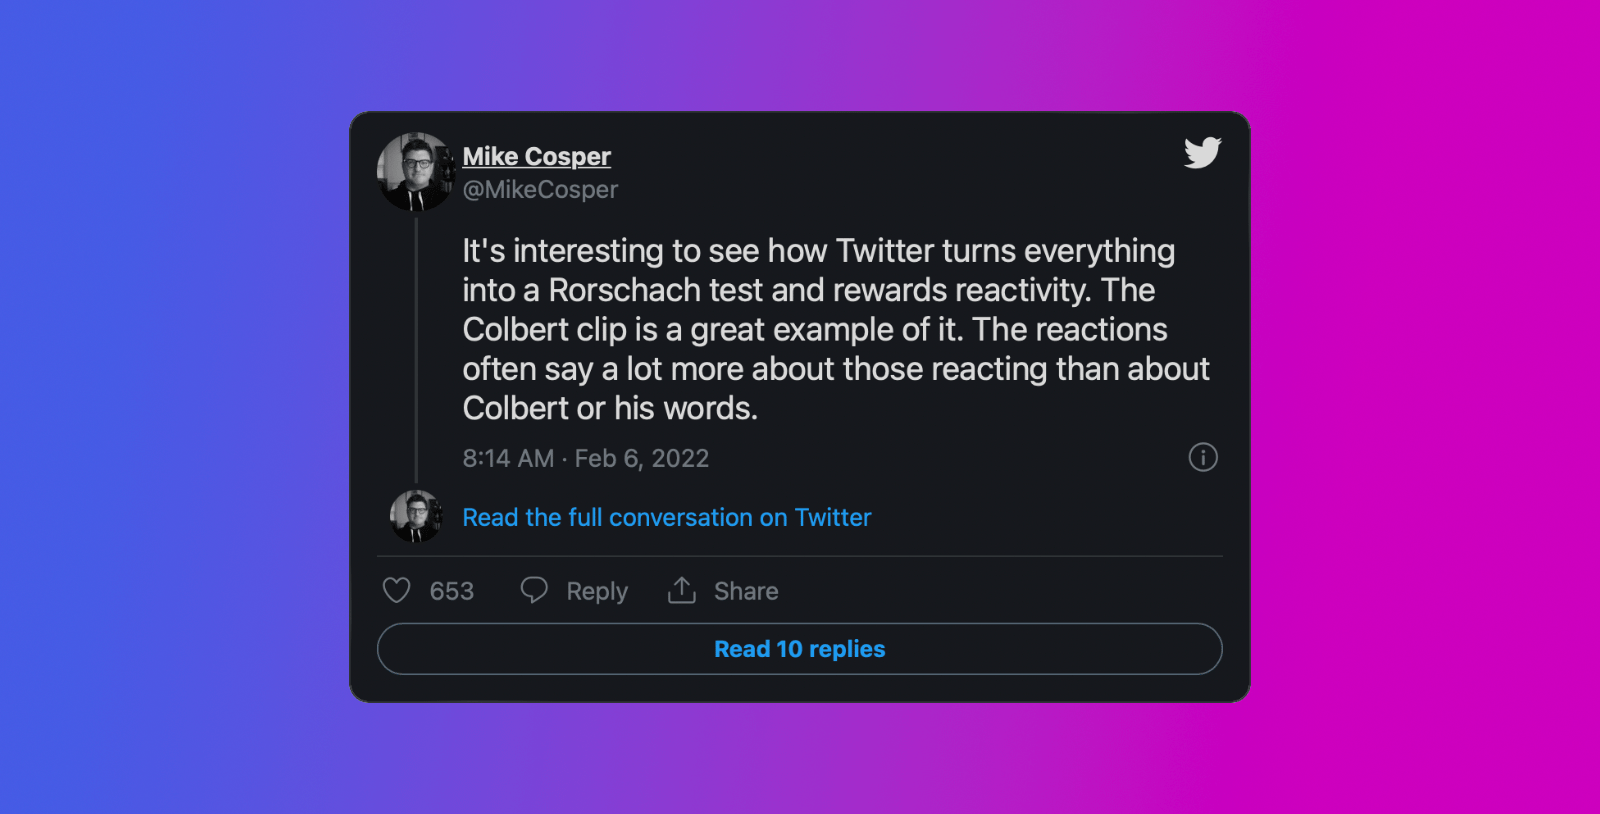 Mike Cosper
@MikeCosper
It's interesting to see how Twitter turns everything
into a Rorschach test and rewards reactivity. The
Colbert clip is a great example of it. The reactions
often say a lot more about those reacting than about
Colbert or his words.
8:14 AM · Feb 6, 2022
Read the full conversation on Twitter
653 Reply Share
Read 10 replies